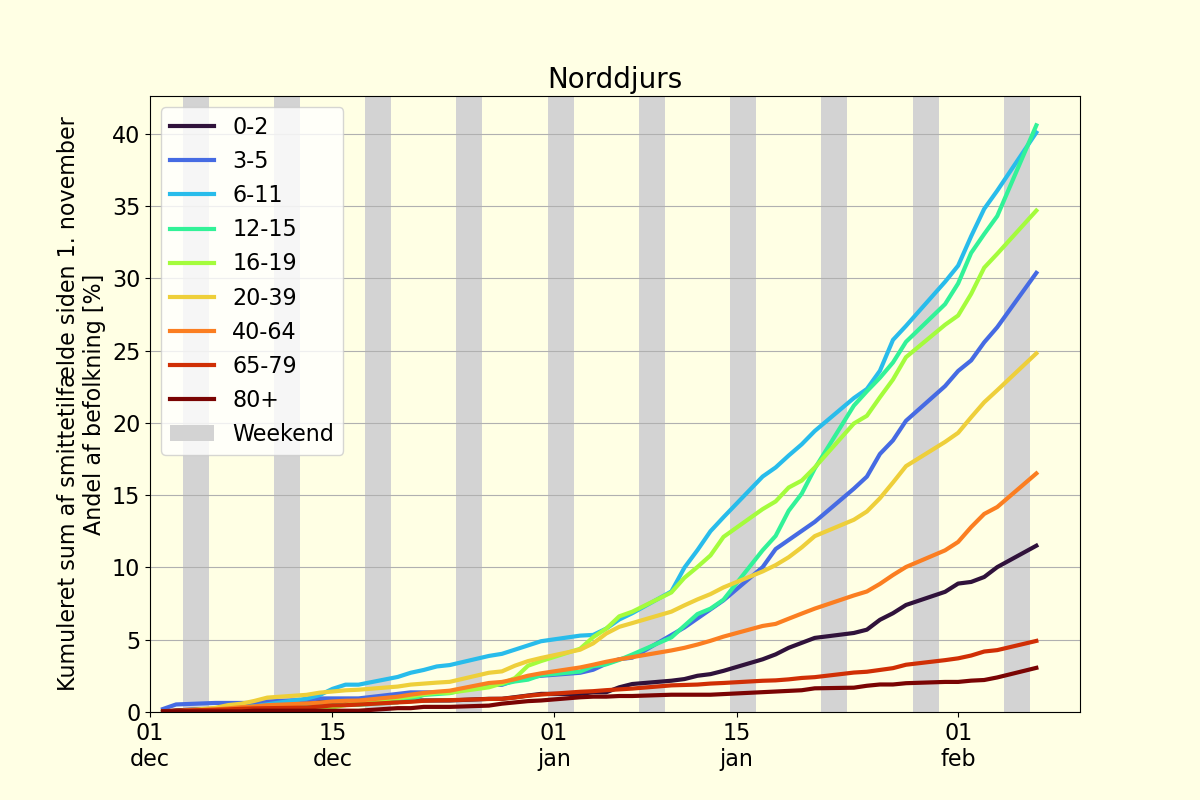 Norddjurs
Kumuleret sum af smittetilfælde siden 1. november
Andel af befolkning [%]
40
35
30
25
20
15
10
5
0
0-2
3-5
6-11
12-15
16-19
20-39
40-64
65-79
80+
Weekend
01
dec
15
dec
01
jan
15
jan
01
feb